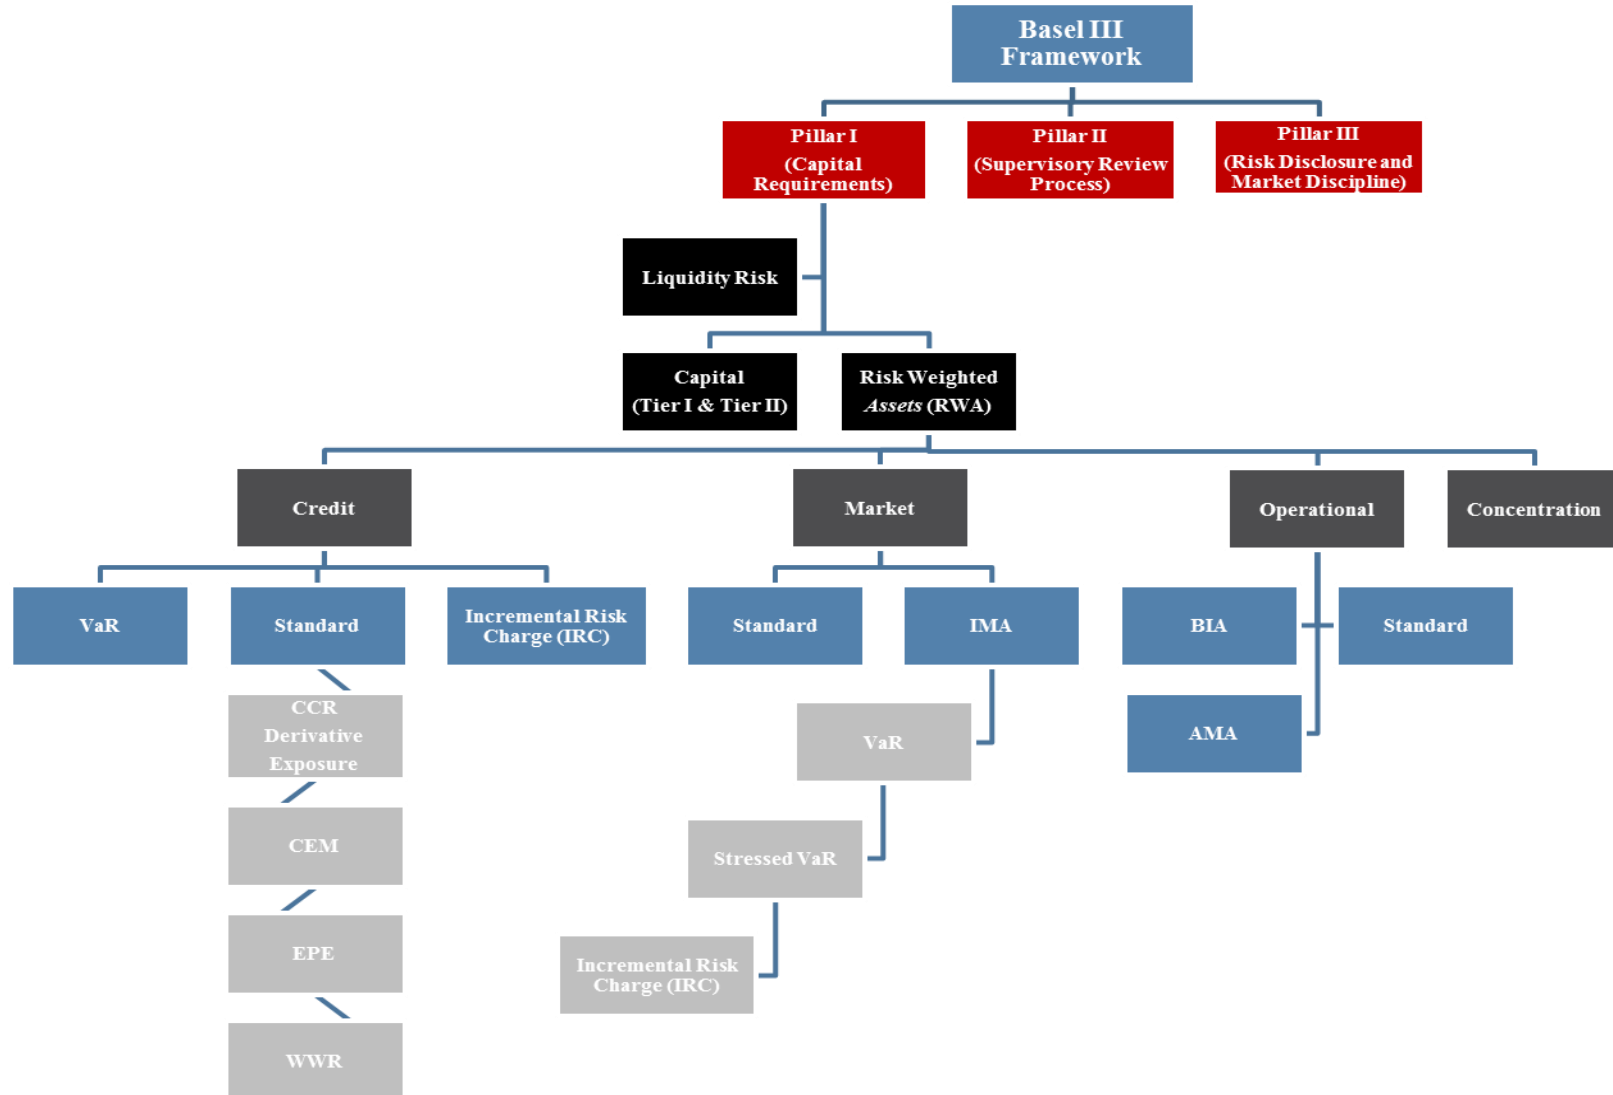 Basel III
Framework
Pillar I
(Capital
Requirements)
Pillar II
(Supervisory Review
Process)
Pillar III
(Risk Disclosure and
Market Discipline)
Liquidity Risk
Capital
(Tier I & Tier II)
Risk Weighted
Assets (RWA)
Credit
Market
Operational
Concentration
VaR
Standard
Incremental Risk
Charge (IRC)
Standard
IMA
BIA
Standard
CCR
Derivative
Exposure
VaR
AMA
CEM
Stressed VaR
EPE
Incremental Risk
Charge (IRC)
WWR